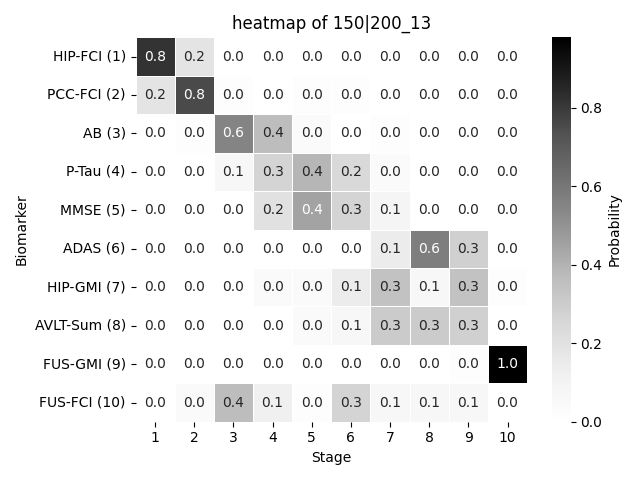 heatmap of 150|200_13
HIP-FCI (1) 0.8 0.2 0.0 0.0 0.0 0.0 0.0 0.0 0.0 0.0
PCC-FCI (2) 0.2 0.8 0.0 0.0 0.0 0.0 0.0 0.0 0.0 0.0
AB (3) 0.0 0.0 0.6 0.4 0.0 0.0 0.0 0.0 0.0 0.0
P-Tau (4) 0.0 0.0 0.1 0.3 0.4 0.2 0.0 0.0 0.0 0.0
MMSE (5) 0.0 0.0 0.0 0.2 0.4 0.3 0.1 0.0 0.0 0.0
ADAS (6) 0.0 0.0 0.0 0.0 0.0 0.0 0.1 0.6 0.3 0.0
HIP-GMI (7) 0.0 0.0 0.0 0.0 0.0 0.1 0.3 0.1 0.3 0.0
AVLT-Sum (8) 0.0 0.0 0.0 0.0 0.0 0.1 0.3 0.3 0.3 0.0
FUS-GMI (9) 0.0 0.0 0.0 0.0 0.0 0.0 0.0 0.0 0.0 1.0
FUS-FCI (10) 0.0 0.0 0.4 0.1 0.0 0.3 0.1 0.1 0.1 0.0
1 2 3 4 5 6 7 8 9 10
Stage
Biomarker
0.8
0.6
0.4
0.2
0.0
Probability